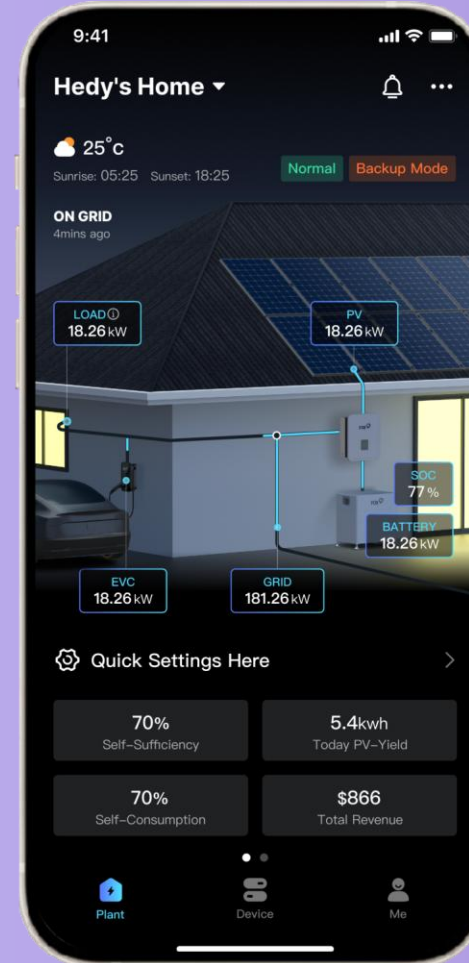 9:41
Hedy's Home
25°c
Sunrise: 05:25 Sunset: 18:25
Normal
Backup Mode
ON GRID
4mins ago
LOAD
18.26 kW
PV
18.26 kW
SOC
77 %
BATTERY
18.26 kW
EVC
18.26 kW
GRID
181.26 kW
Quick Settings Here
70%
Self-Sufficiency
5.4kwh
Today PV-Yield
70%
Self-Consumption
$866
Total Revenue
Plant
Device
Me